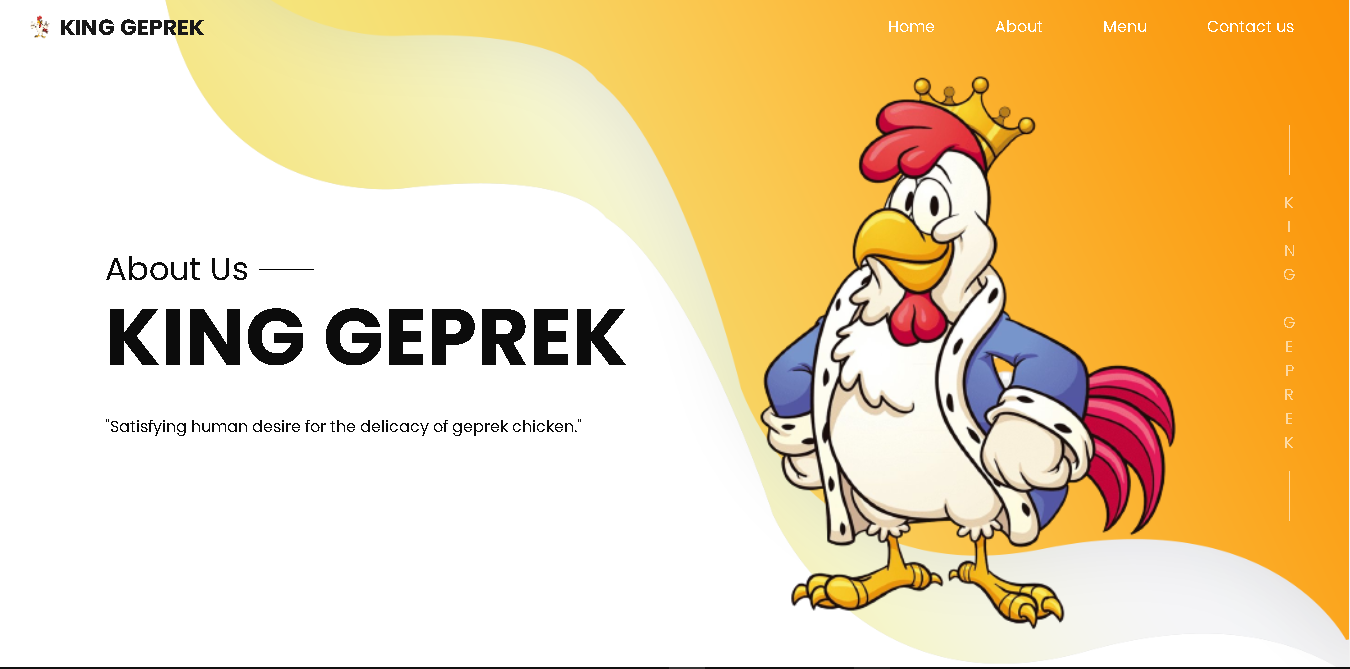 KING GEPREK
Home About Menu Contact us
About Us
KING GEPREK
"Satisfying human desire for the delicacy of geprek chicken."
KING GEPREK